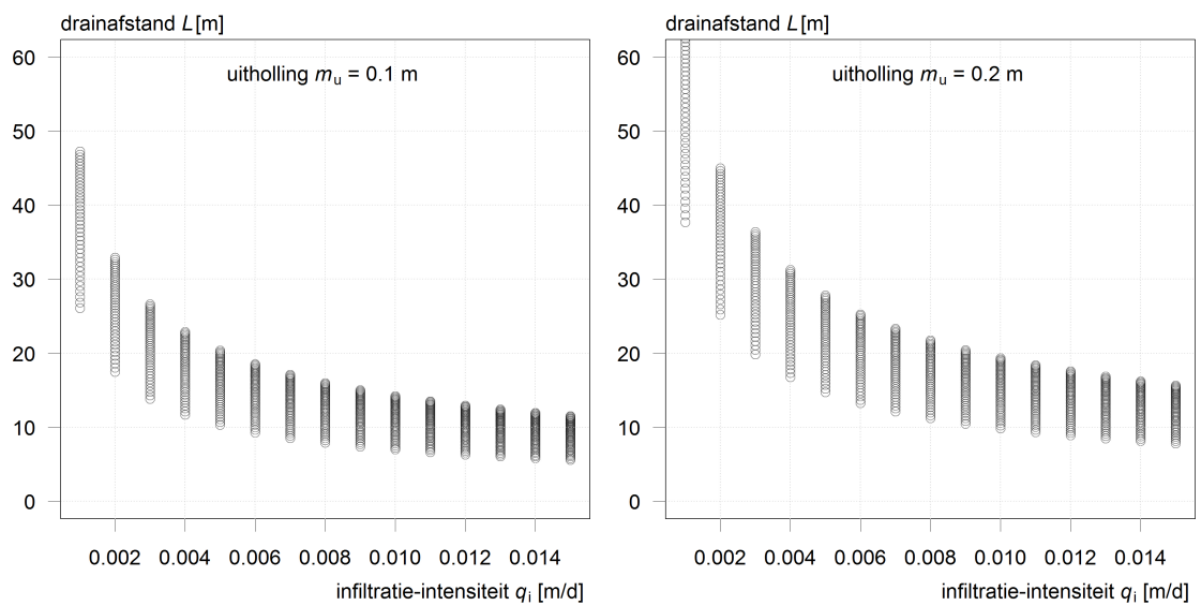 drainafstand L [m]
60
50
40
30
20
10
0
uitholling mu = 0.1 m
0.002 0.004 0.006 0.008 0.010 0.012 0.014
infiltratie-intensiteit qi [m/d]
drainafstand L [m]
60
50
40
30
20
10
0
uitholling mu = 0.2 m
0.002 0.004 0.006 0.008 0.010 0.012 0.014
infiltratie-intensiteit qi [m/d]